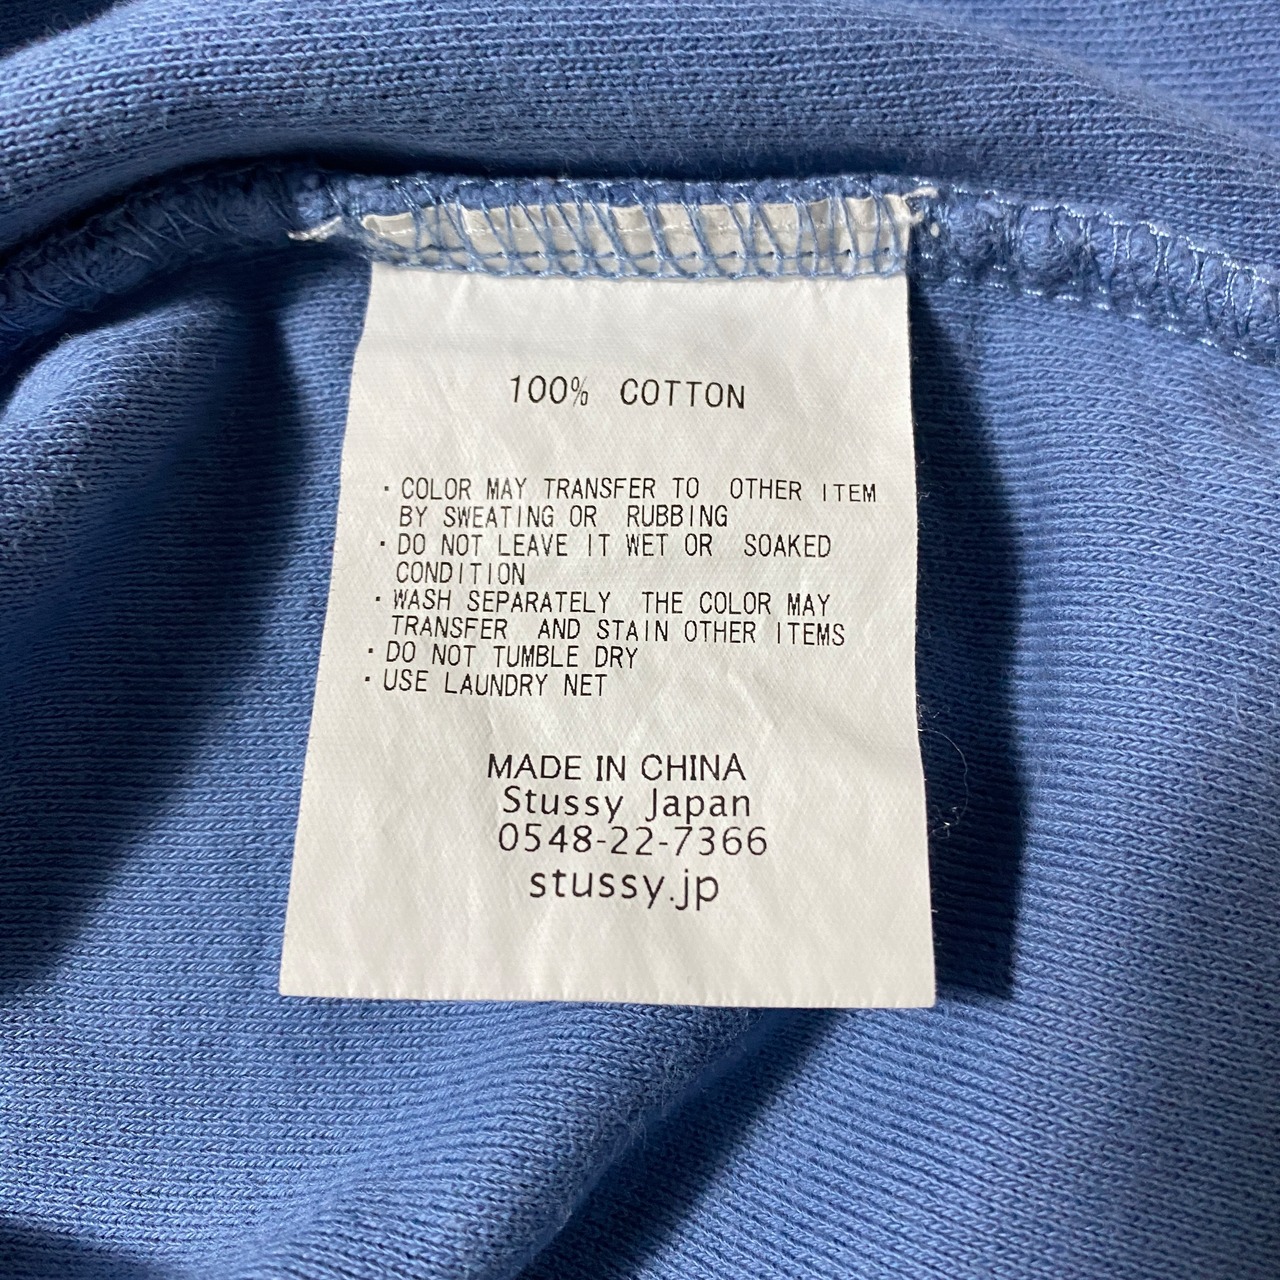 100% COTTON
・COLOR MAY TRANSFER TO OTHER ITEM
BY SWEATING OR RUBBING
・DO NOT LEAVE IT WET OR SOAKED
CONDITION
・WASH SEPARATELY THE COLOR MAY
TRANSFER AND STAIN OTHER ITEMS
・DO NOT TUMBLE DRY
・USE LAUNDRY NET
MADE IN CHINA
Stussy Japan
0548-22-7366
stussy.jp